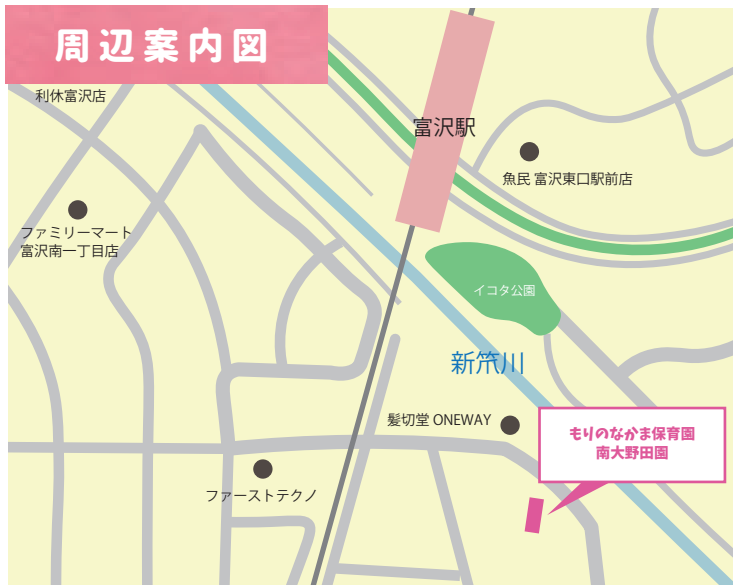 周辺案内図
利休富沢店
富沢駅
魚民 富沢東口駅前店
ファミリーマート
富沢南一丁目店
イコタ公園
新笊川
髪切堂 ONEWAY
もりのなかま保育園
南大野田園
ファーストテクノ